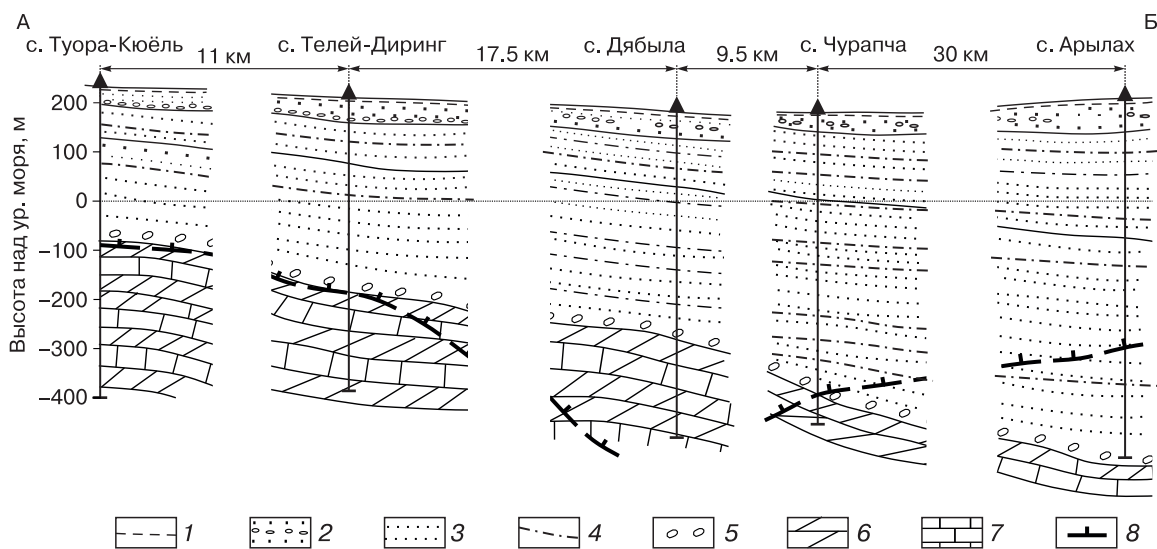 А Б
с. Туора-Кюёль с. Телей-Диринг с. Дябыла с. Чурапча с. Арылах
11 км 17.5 км 9.5 км 30 км
Высота над ур. моря, м
200
100
0
−100
−200
−300
−400
1 2 3 4 5 6 7 8